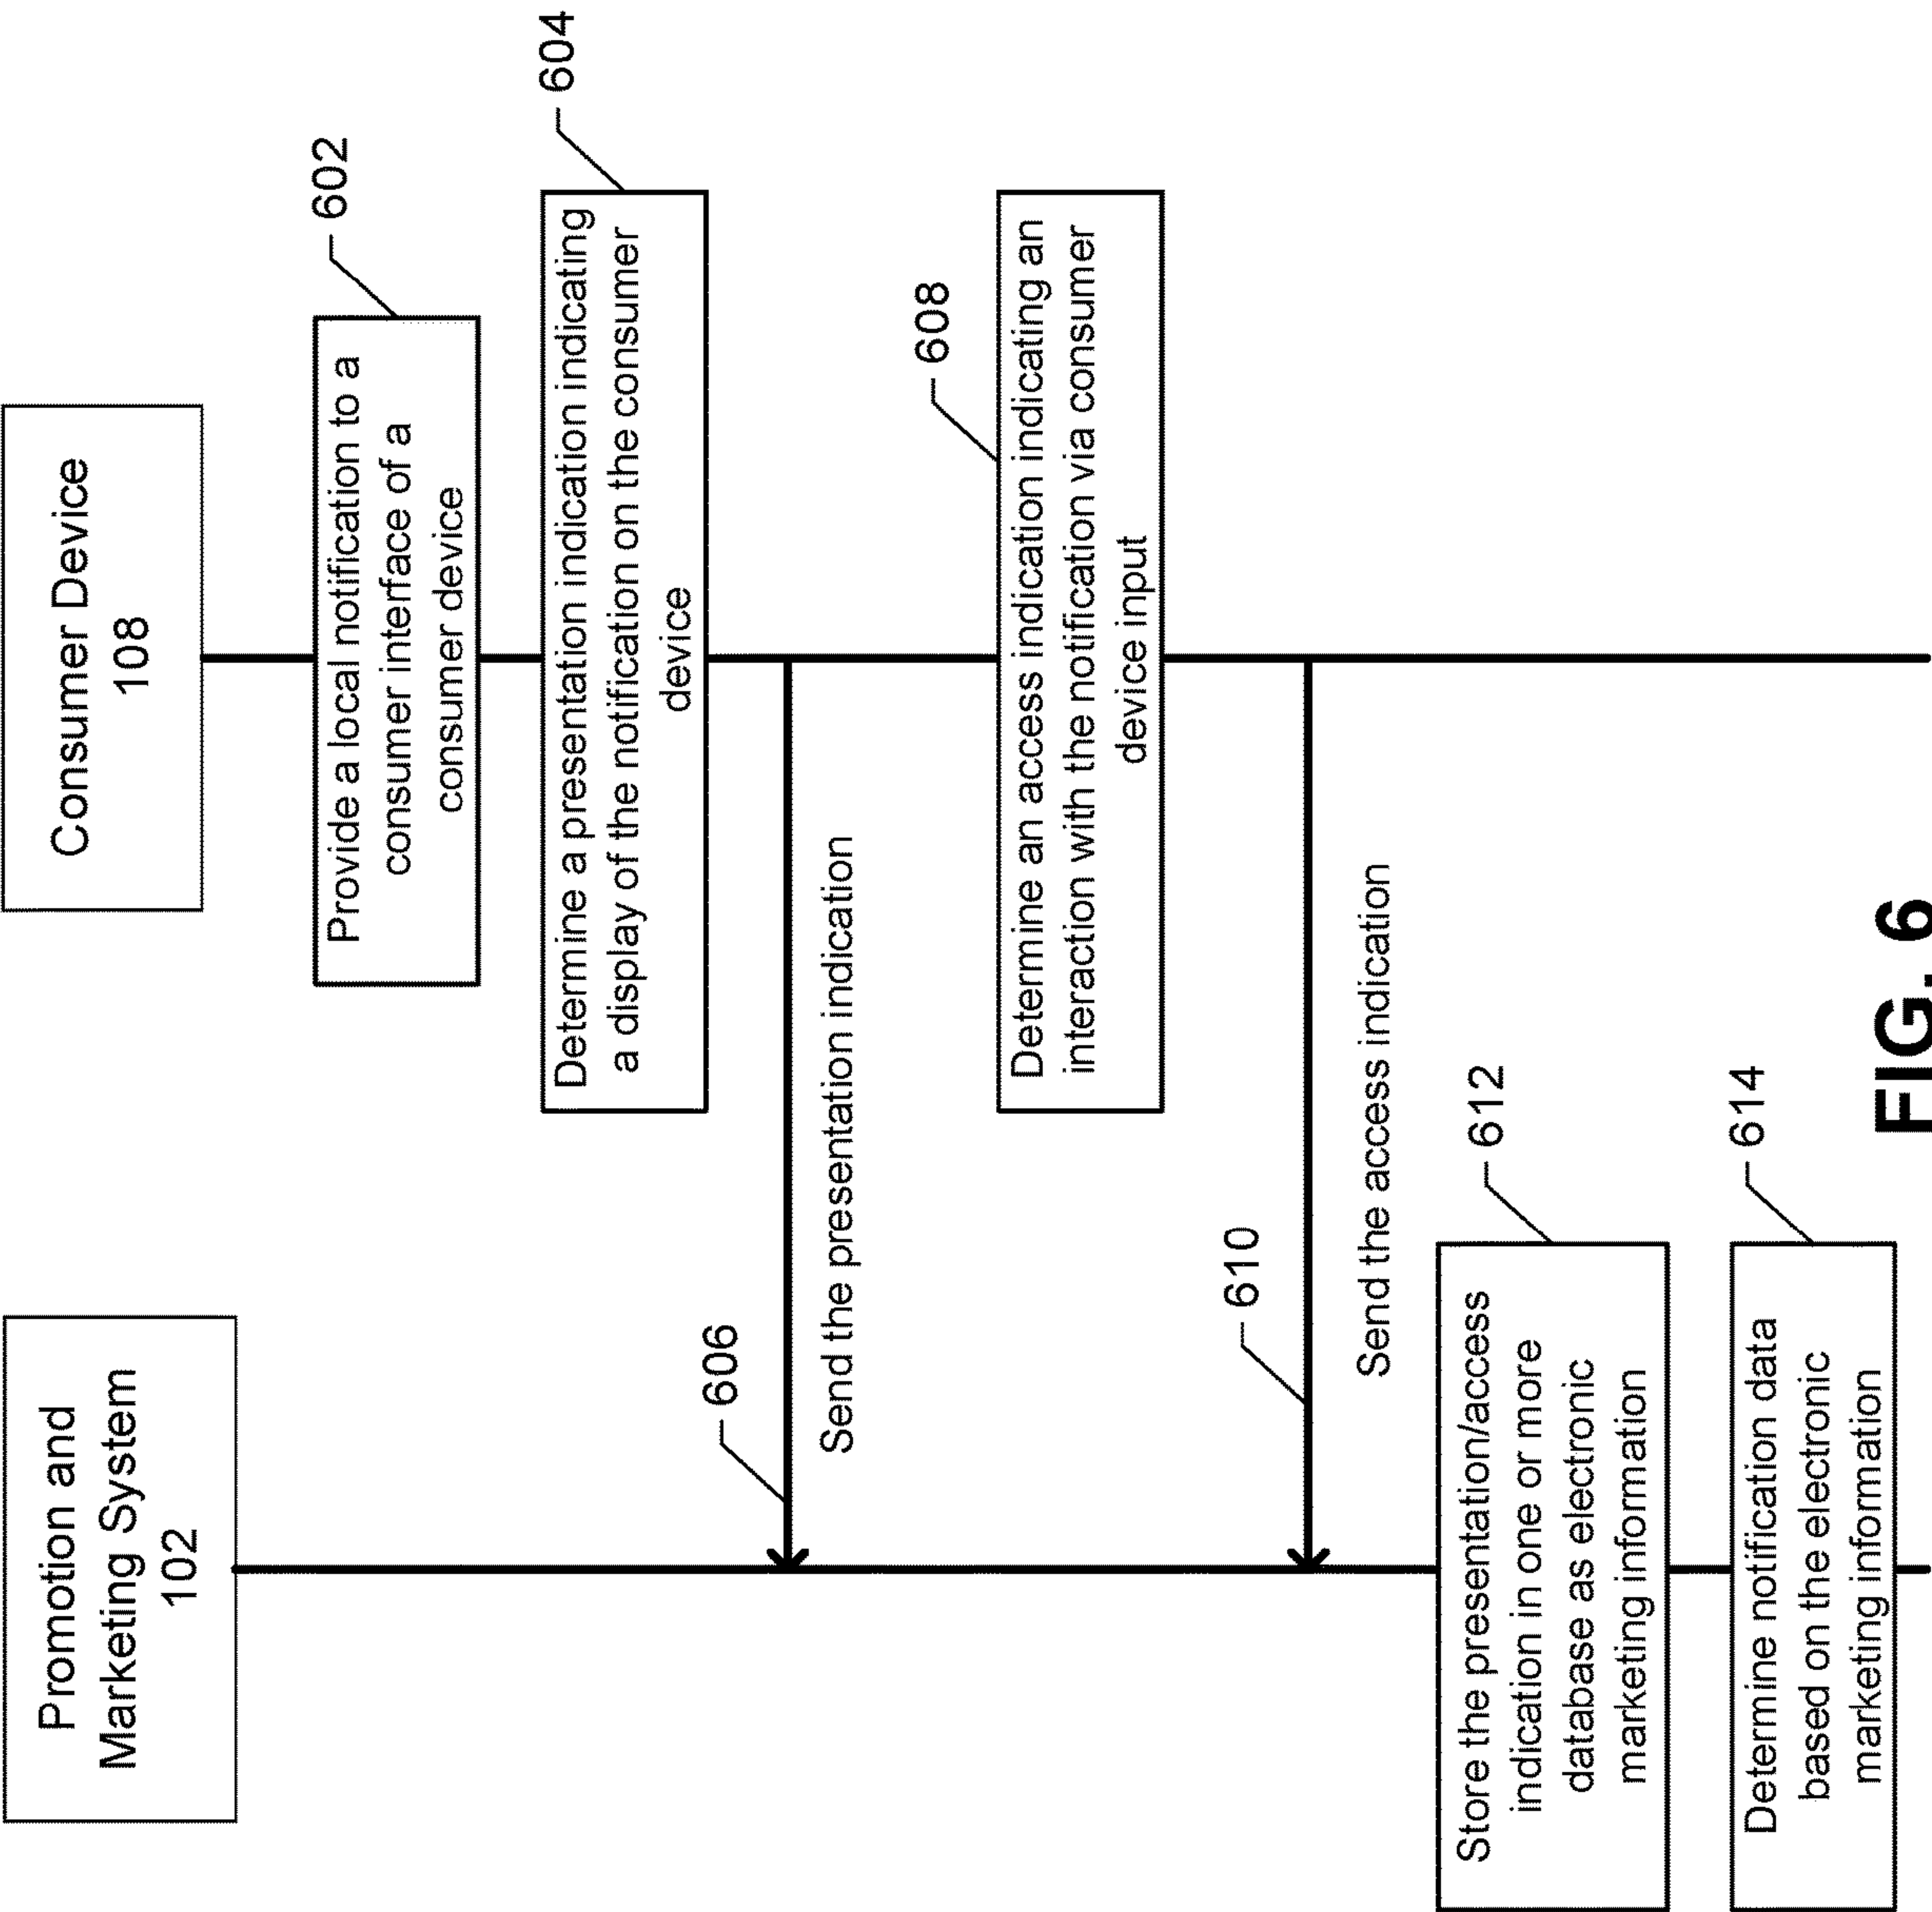 Promotion and
Marketing System
102
Consumer Device
108
Provide a local notification to a
consumer interface of a
consumer device
602
Determine a presentation indication indicating
a display of the notification on the consumer
device
604
606
Send the presentation indication
Determine an access indication indicating an
interaction with the notification via consumer
device input
608
610
Send the access indication
Store the presentation/access
indication in one or more
database as electronic
marketing information
612
Determine notification data
based on the electronic
marketing information
614
FIG. 6